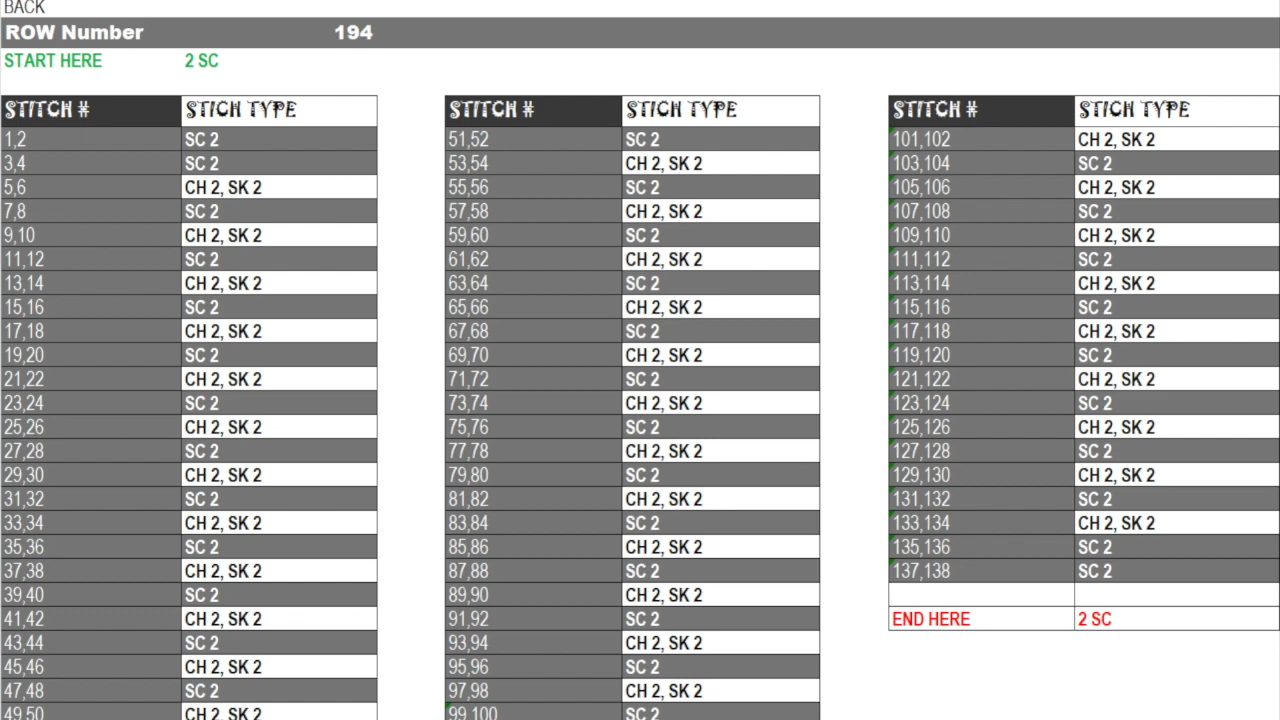 BACK
ROW Number 194
START HERE 2 SC
STITCH # STICH TYPE
1,2 SC 2
3,4 SC 2
5,6 CH 2, SK 2
7,8 SC 2
9,10 CH 2, SK 2
11,12 SC 2
13,14 CH 2, SK 2
15,16 SC 2
17,18 CH 2, SK 2
19,20 SC 2
21,22 CH 2, SK 2
23,24 SC 2
25,26 CH 2, SK 2
27,28 SC 2
29,30 CH 2, SK 2
31,32 SC 2
33,34 CH 2, SK 2
35,36 SC 2
37,38 CH 2, SK 2
39,40 SC 2
41,42 CH 2, SK 2
43,44 SC 2
45,46 CH 2, SK 2
47,48 SC 2
49,50 CH 2, SK 2
STITCH # STICH TYPE
51,52 SC 2
53,54 CH 2, SK 2
55,56 SC 2
57,58 CH 2, SK 2
59,60 SC 2
61,62 CH 2, SK 2
63,64 SC 2
65,66 CH 2, SK 2
67,68 SC 2
69,70 CH 2, SK 2
71,72 SC 2
73,74 CH 2, SK 2
75,76 SC 2
77,78 CH 2, SK 2
79,80 SC 2
81,82 CH 2, SK 2
83,84 SC 2
85,86 CH 2, SK 2
87,88 SC 2
89,90 CH 2, SK 2
91,92 SC 2
93,94 CH 2, SK 2
95,96 SC 2
97,98 CH 2, SK 2
99,100 SC 2
STITCH # STICH TYPE
101,102 CH 2, SK 2
103,104 SC 2
105,106 CH 2, SK 2
107,108 SC 2
109,110 CH 2, SK 2
111,112 SC 2
113,114 CH 2, SK 2
115,116 SC 2
117,118 CH 2, SK 2
119,120 SC 2
121,122 CH 2, SK 2
123,124 SC 2
125,126 CH 2, SK 2
127,128 SC 2
129,130 CH 2, SK 2
131,132 SC 2
133,134 CH 2, SK 2
135,136 SC 2
137,138 SC 2
END HERE 2 SC